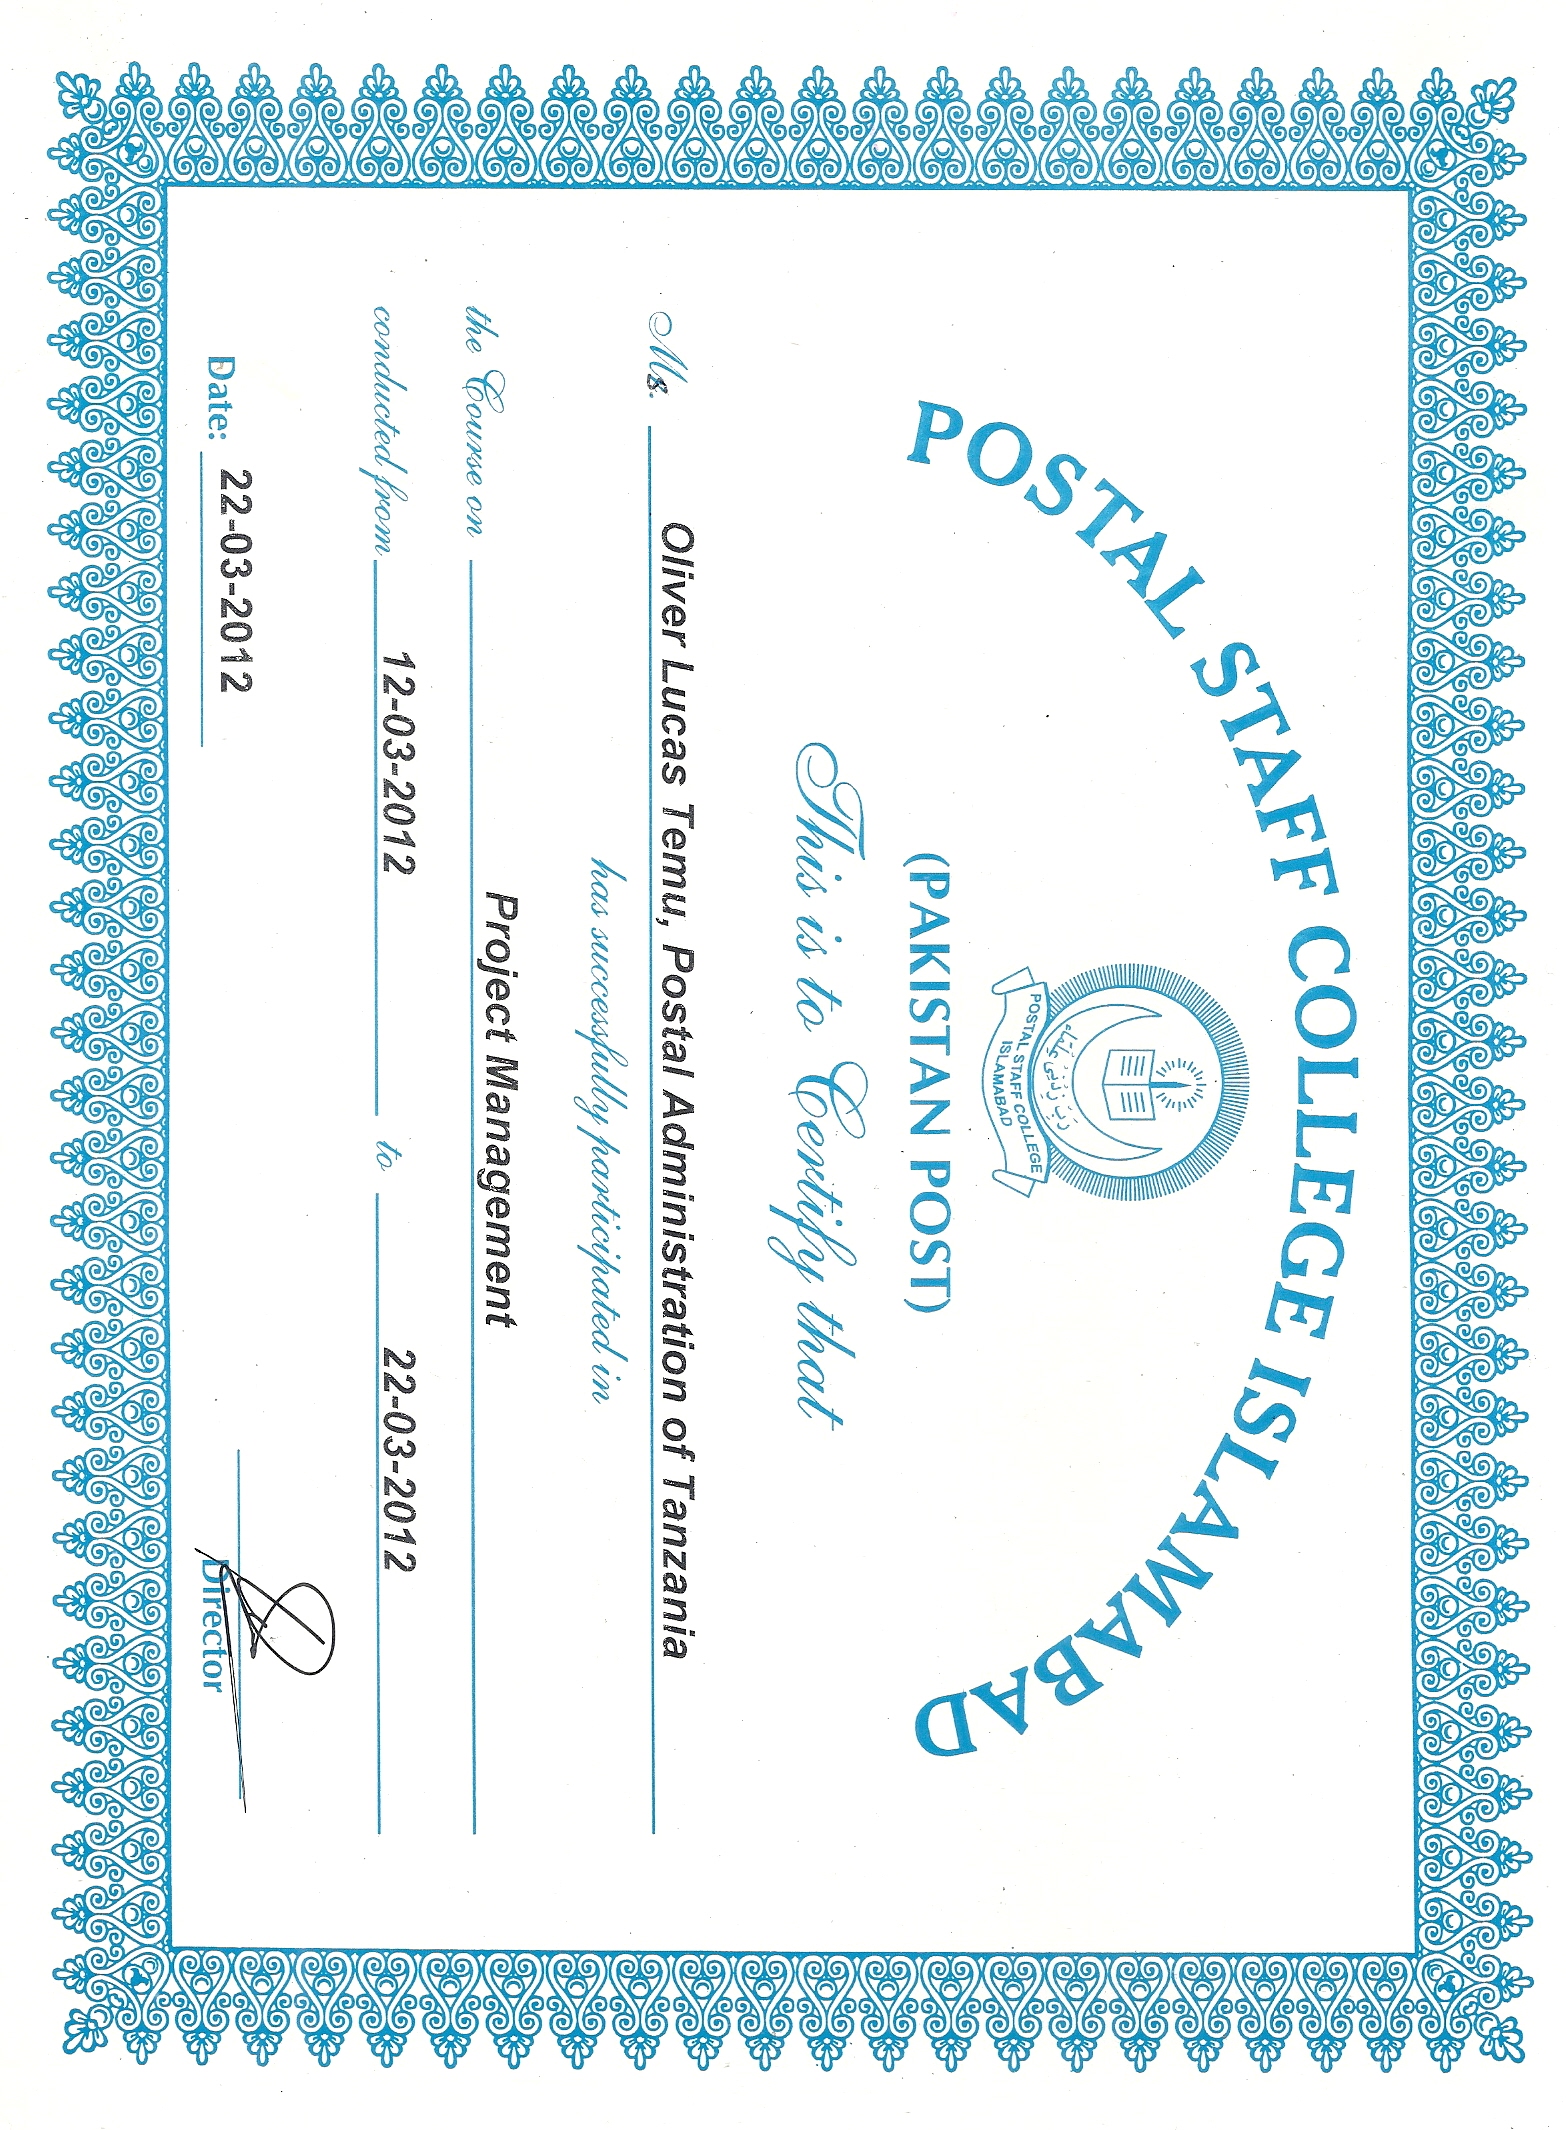 POSTAL STAFF COLLEGE ISLAMABAD
رَبِّ زِدْنِیْ عِلْمًا
POSTAL STAFF COLLEGE
ISLAMABAD
(PAKISTAN POST)
This is to Certify that
Ms. Oliver Lucas Temu, Postal Administration of Tanzania
has successfully participated in
the Course on Project Management
conducted from 12-03-2012 to 22-03-2012
Date: 22-03-2012
Director